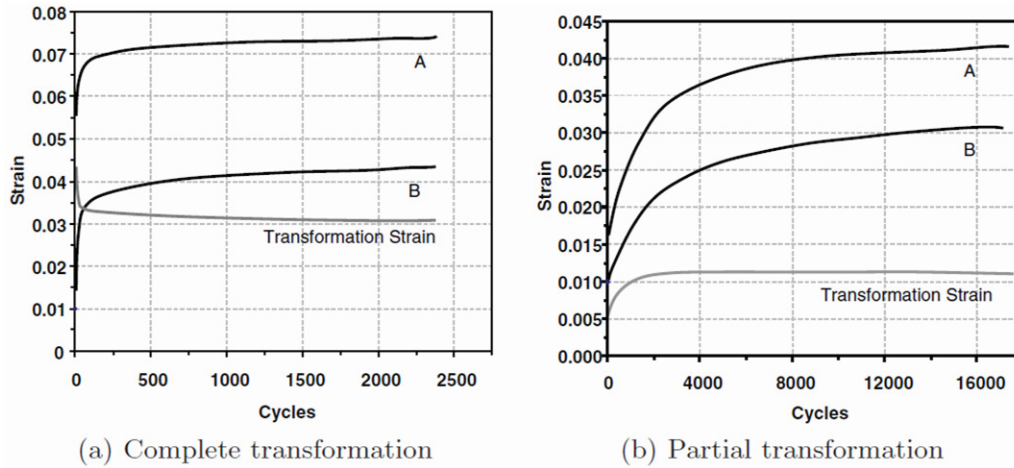 0.08
0.07
0.06
0.05
0.04
0.03
0.02
0.01
0
Strain
A
B
Transformation Strain
0 500 1000 1500 2000 2500
Cycles
(a) Complete transformation
0.045
0.040
0.035
0.030
0.025
0.020
0.015
0.010
0.005
0.000
Strain
A
B
Transformation Strain
0 4000 8000 12000 16000
Cycles
(b) Partial transformation